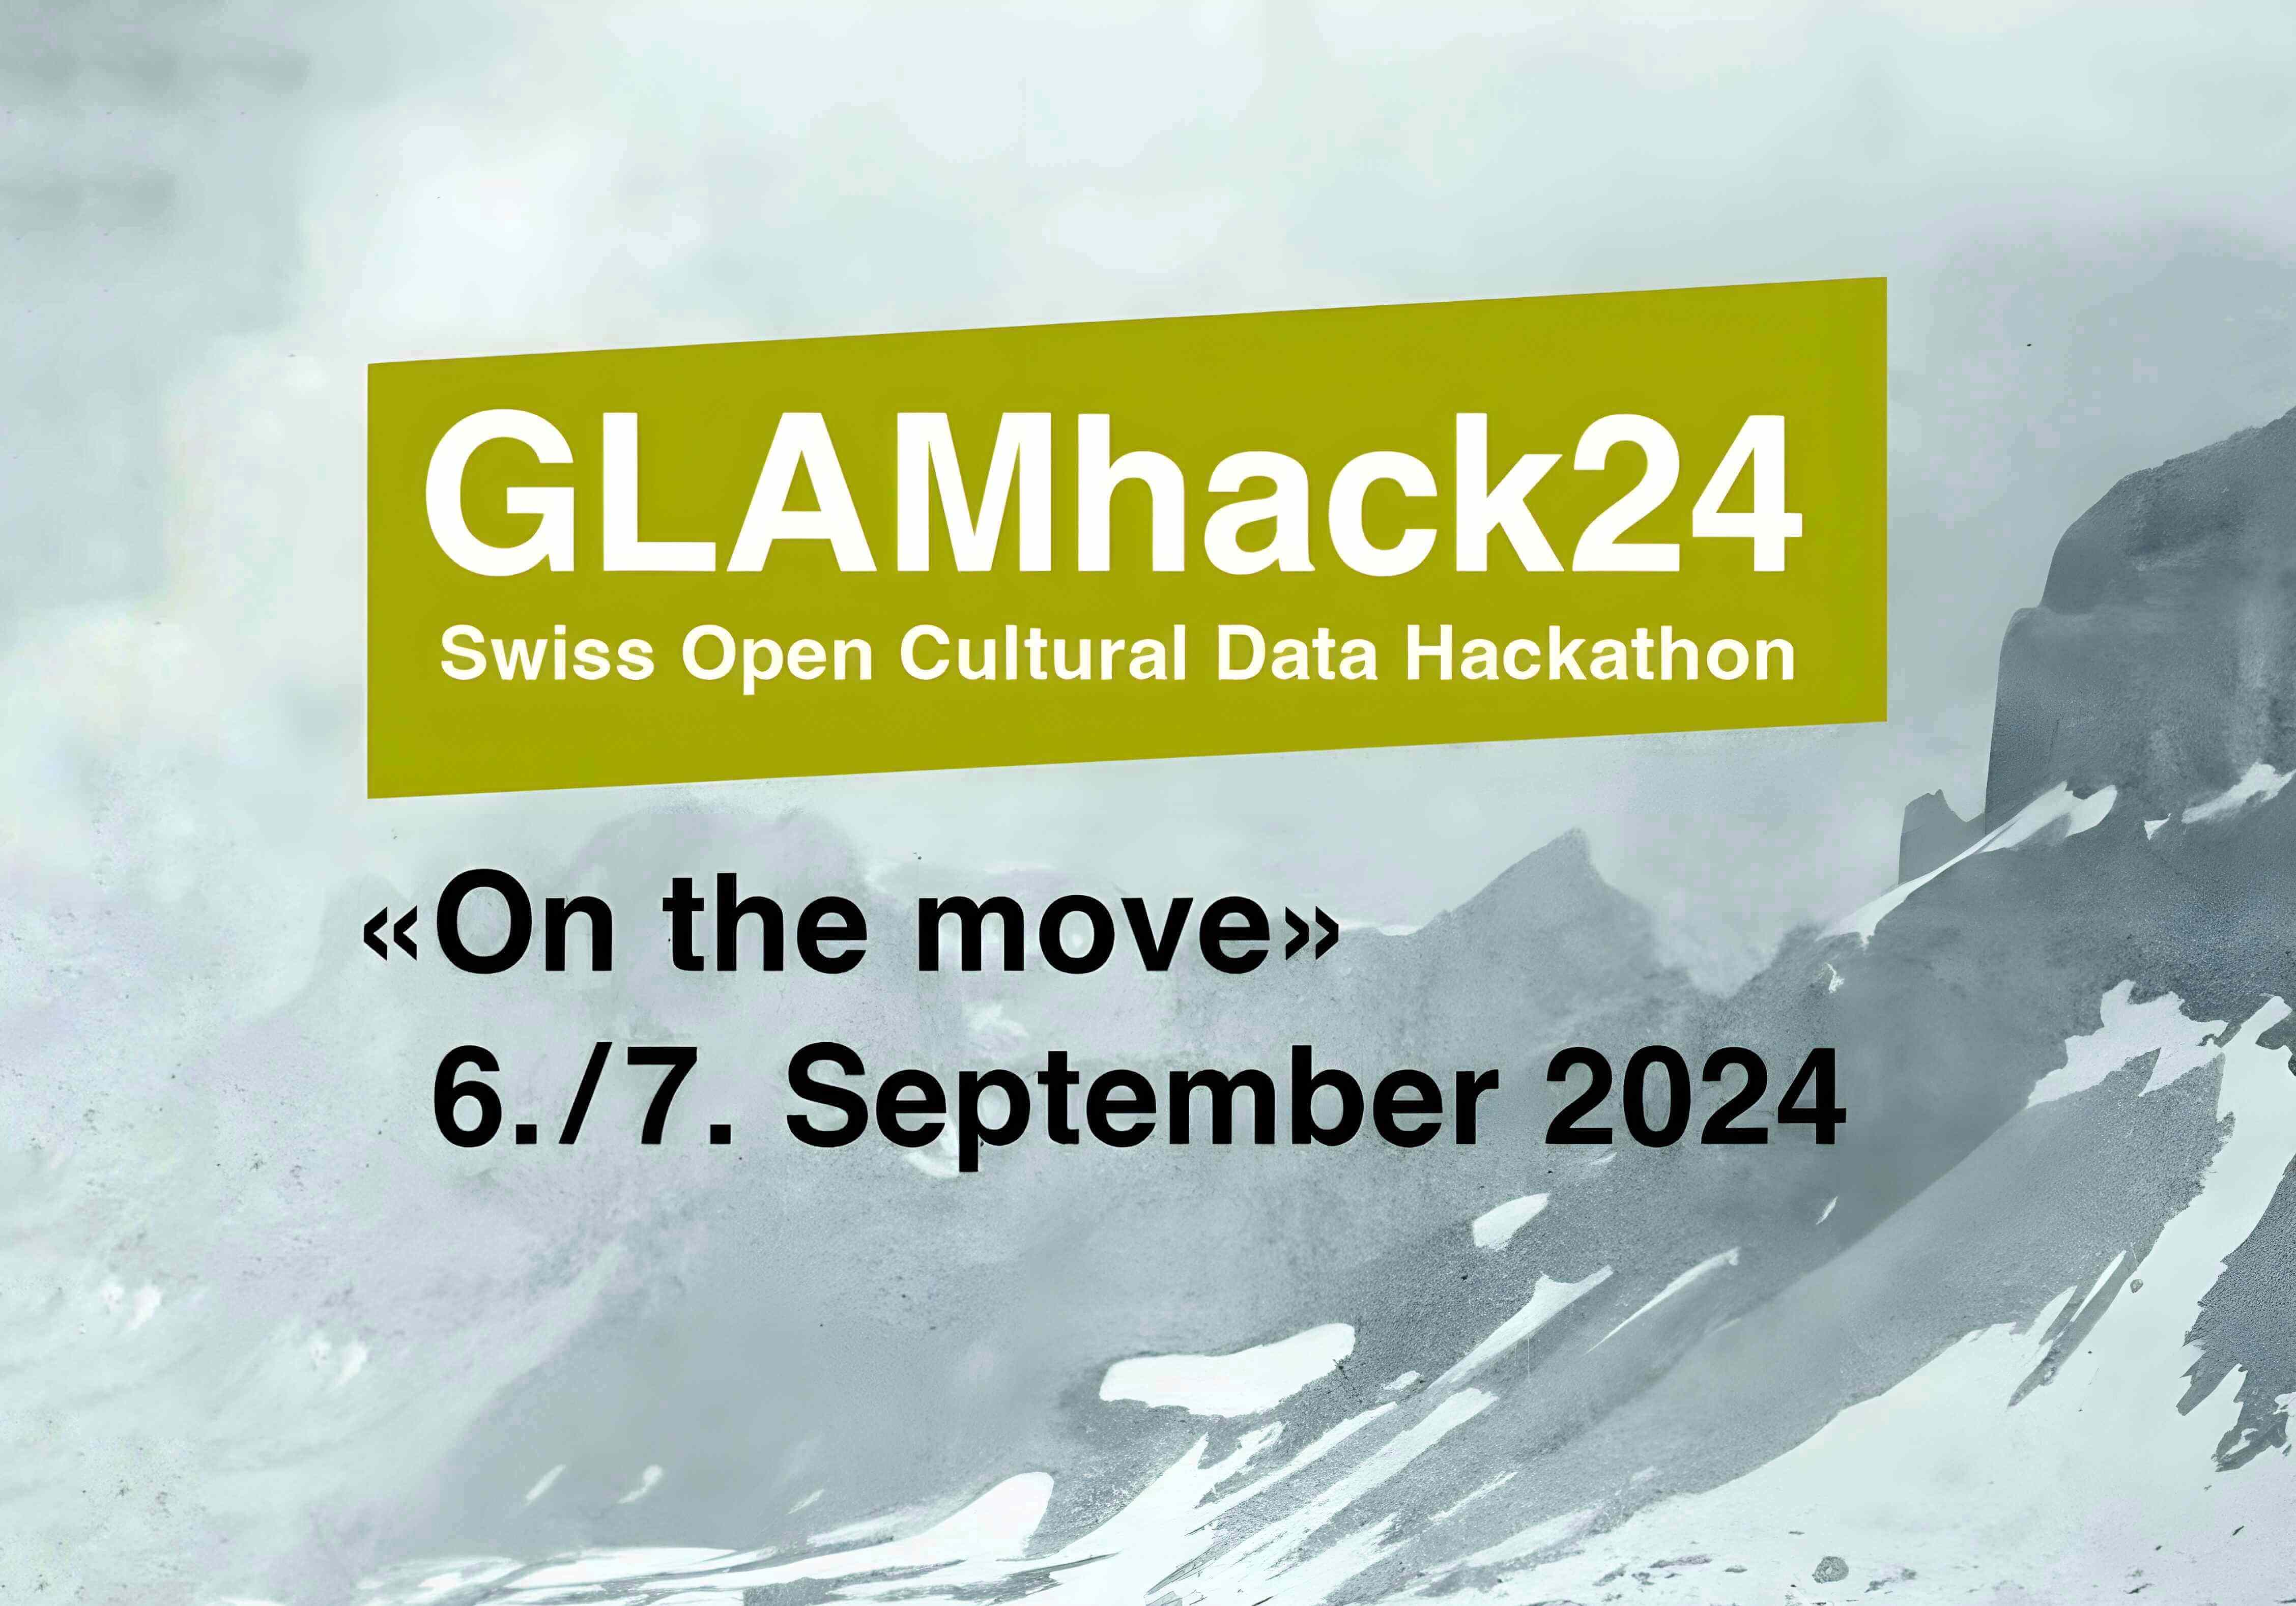 GLAMhack24
Swiss Open Cultural Data Hackathon
«On the move»
6./7. September 2024